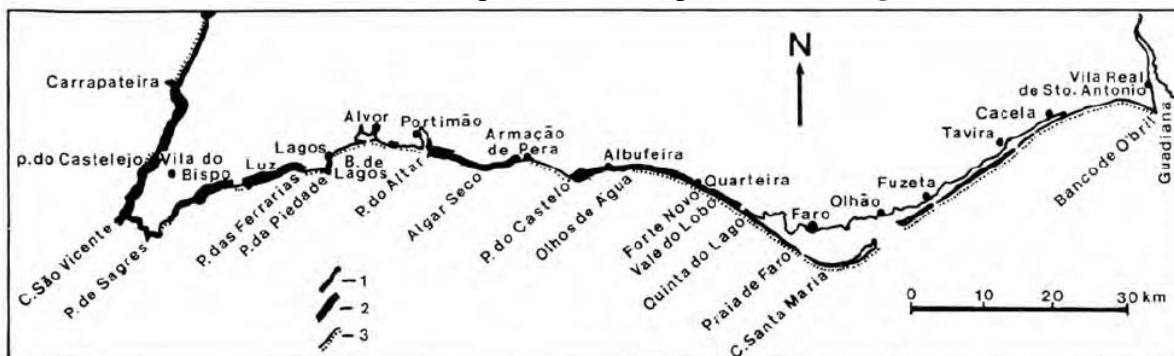 N
Carrapateira
Vila Real
de Sto. Antonio
Cacela
Tavira
Alvor
Portimão
Armação
de Pera
Lagos
P.do Castelejo
Vila do
Bispo
Luz
B.de
Lagos
Albufeira
Quarteira
Fuzeta
Olhão
Faro
Guadiana
C.São Vicente
P. de Sagres
P.das Ferrarias
P.da Piedade
P.do Altar
Algar Seco
P.do Castelo
Olhos de Água
Forte Novo
Vale do Lobo
Quinta do Lago
Praia de Faro
C.Santa Maria
Banco de O'bril
1
2
3
0 10 20 30 km